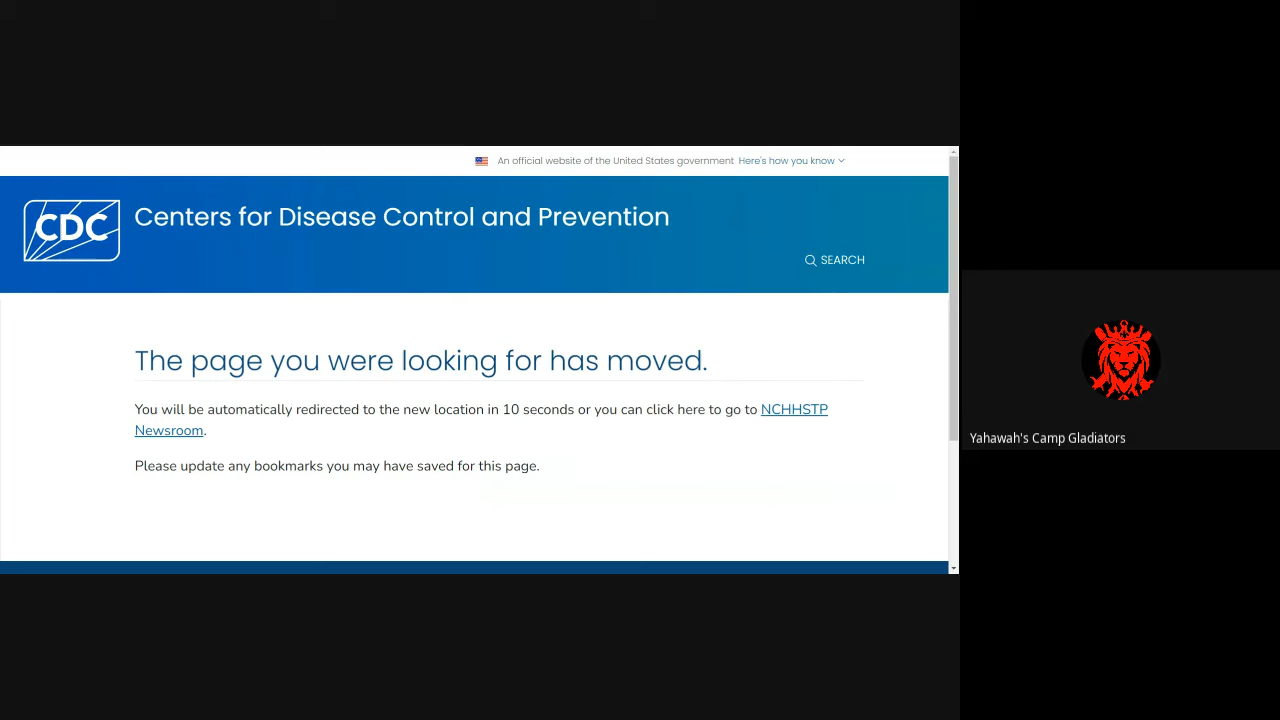 An official website of the United States government Here's how you know
CDC
Centers for Disease Control and Prevention
SEARCH
The page you were looking for has moved.
You will be automatically redirected to the new location in 10 seconds or you can click here to go to NCHHSTP
Newsroom.
Please update any bookmarks you may have saved for this page.
Yahawah's Camp Gladiators